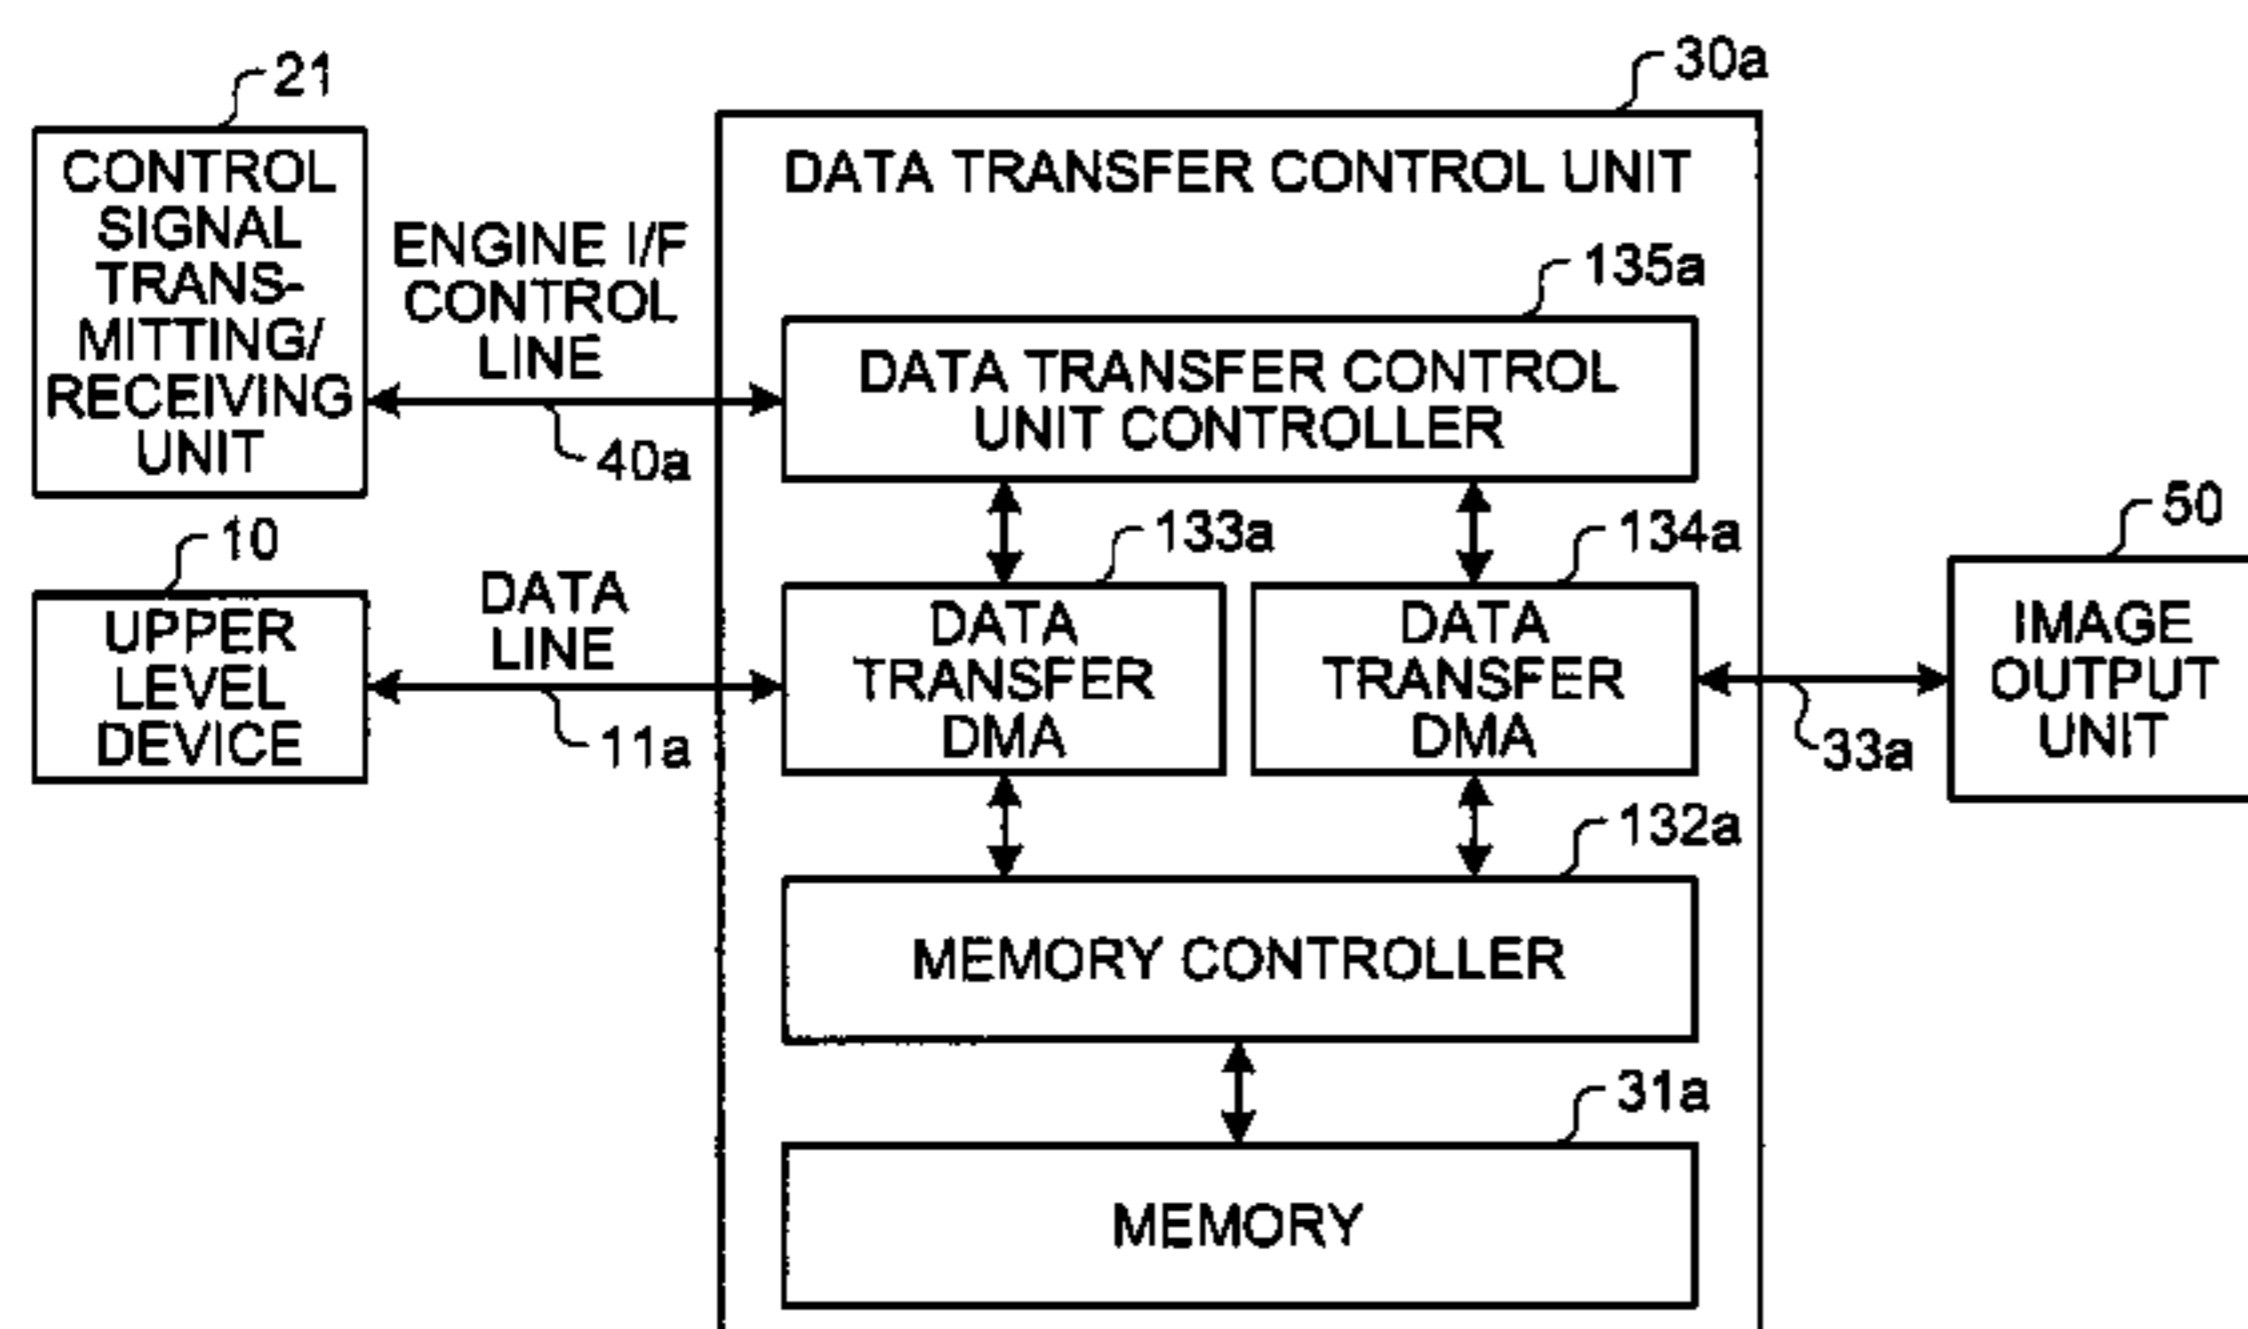 30a
21
CONTROL
SIGNAL
TRANS-
MITTING/
RECEIVING
UNIT
DATA TRANSFER CONTROL UNIT
ENGINE I/F
CONTROL
LINE
40a
135a
DATA TRANSFER CONTROL
UNIT CONTROLLER
10
UPPER
LEVEL
DEVICE
DATA
LINE
11a
133a
DATA
TRANSFER
DMA
134a
DATA
TRANSFER
DMA
33a
50
IMAGE
OUTPUT
UNIT
132a
MEMORY CONTROLLER
31a
MEMORY